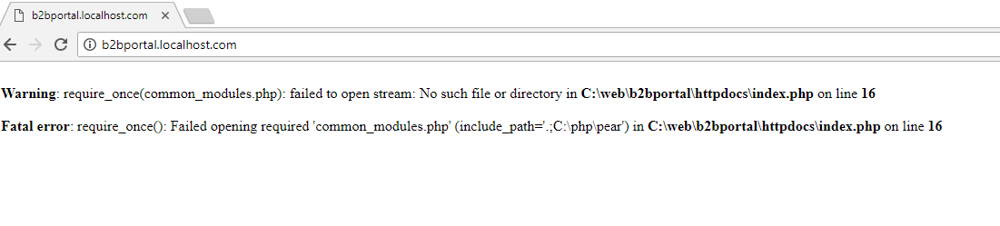 b2bportal.localhost.com
b2bportal.localhost.com
Warning: require_once(common_modules.php): failed to open stream: No such file or directory in C:\web\b2bportal\httpdocs\index.php on line 16
Fatal error: require_once(): Failed opening required 'common_modules.php' (include_path='.;C:\php\pear') in C:\web\b2bportal\httpdocs\index.php on line 16